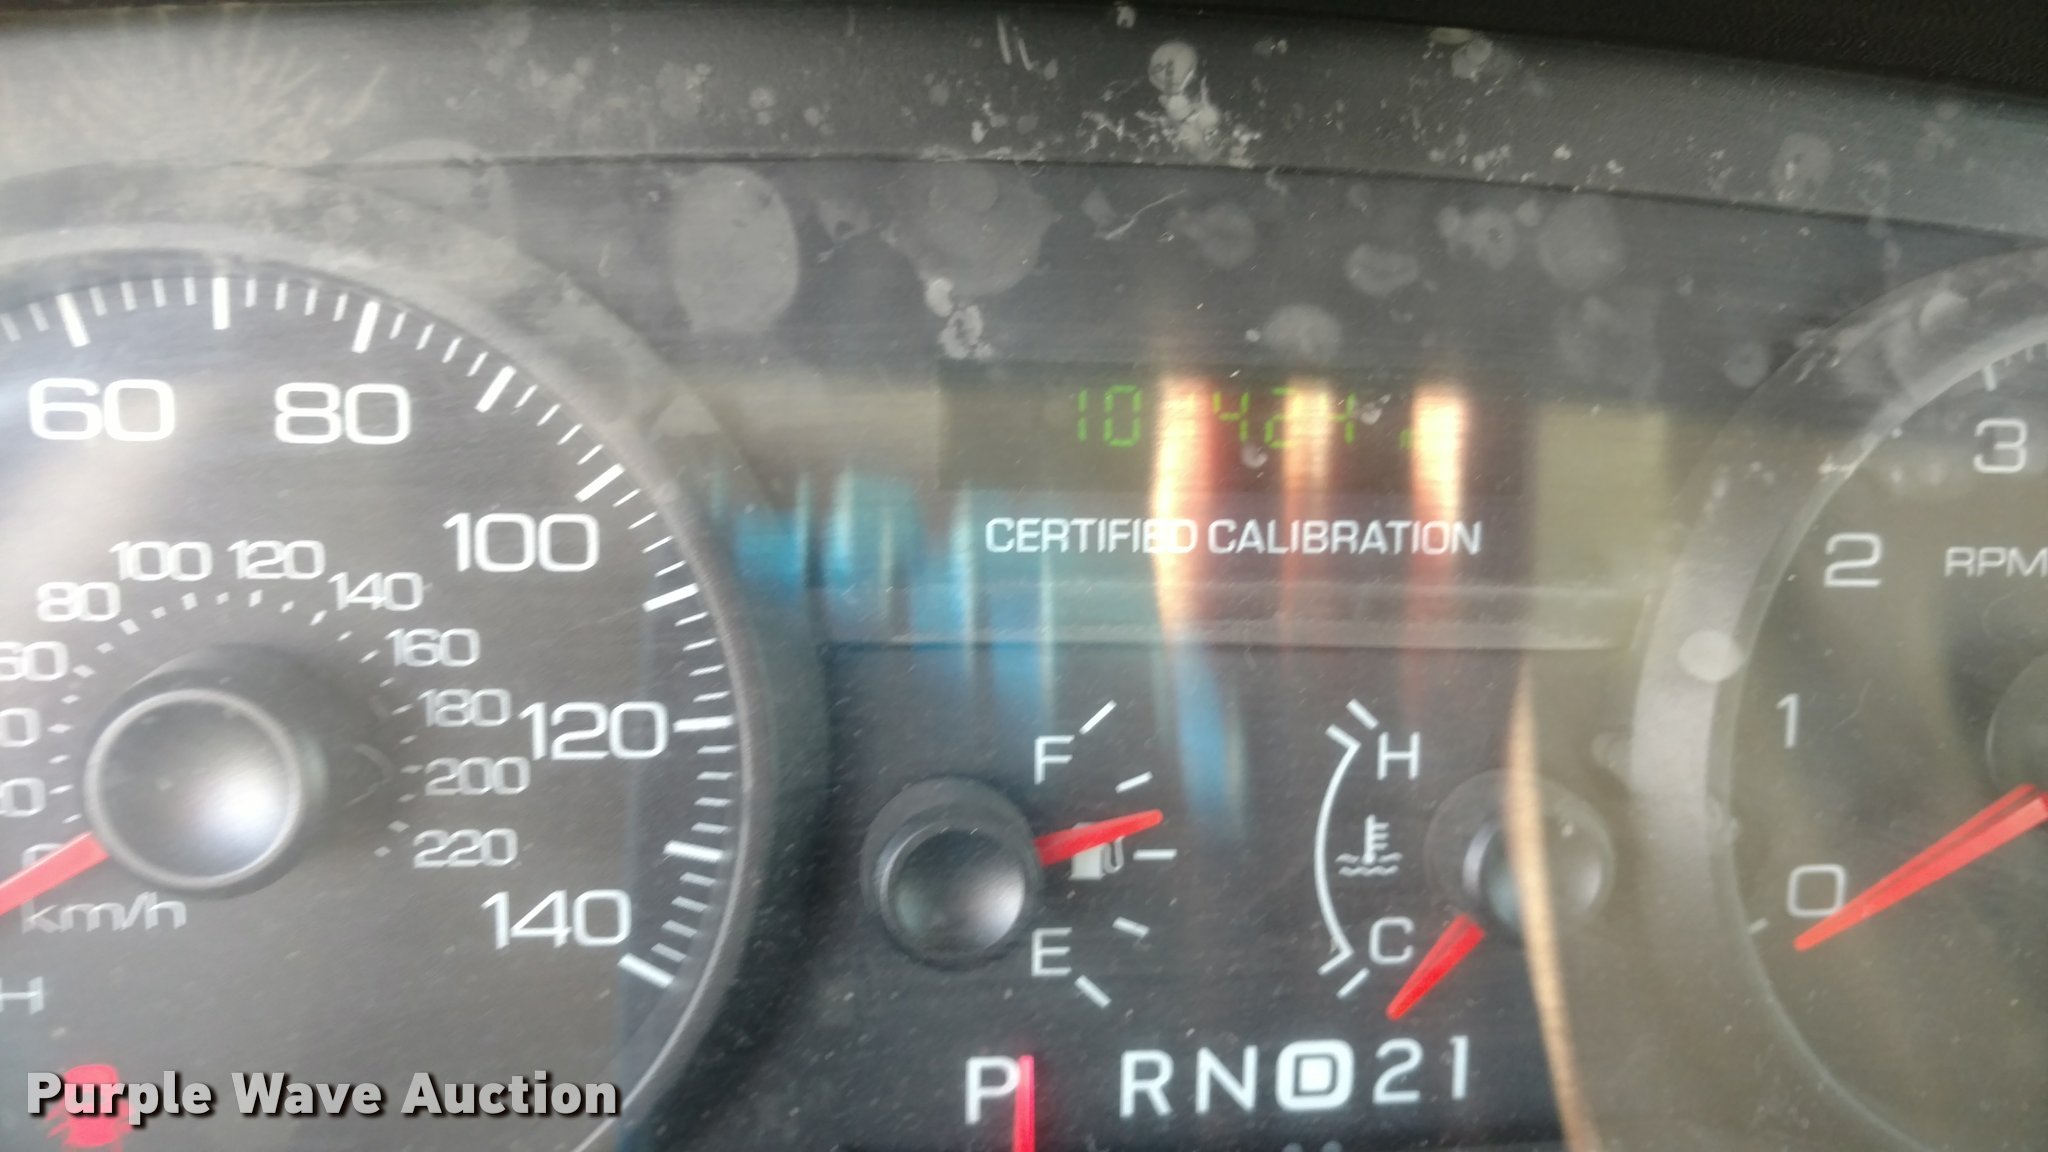 60 80 100 120 140
80 100 120 140 160 180 200 220
km/h
H
CERTIFIED CALIBRATION
F
E
H
C
P R N D 2 1
3
2
1
0
RPM
Purple Wave Auction